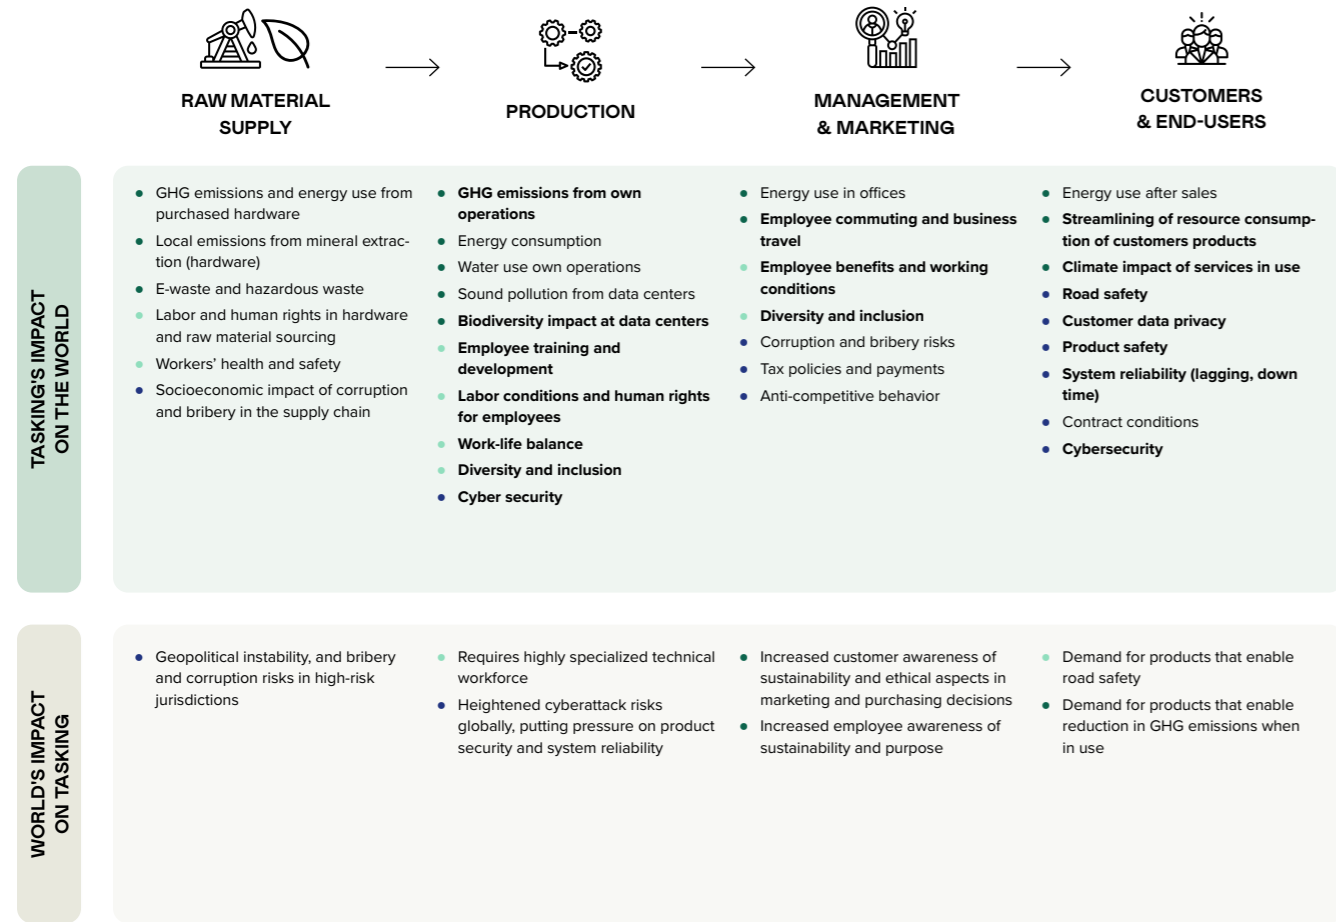 RAW MATERIAL
SUPPLY
PRODUCTION
MANAGEMENT
& MARKETING
CUSTOMERS
& END-USERS
TASKING'S IMPACT
ON THE WORLD
GHG emissions and energy use from
purchased hardware
Local emissions from mineral extrac-
tion (hardware)
E-waste and hazardous waste
Labor and human rights in hardware
and raw material sourcing
Workers' health and safety
Socioeconomic impact of corruption
and bribery in the supply chain
GHG emissions from own
operations
Energy consumption
Water use own operations
Sound pollution from data centers
Biodiversity impact at data centers
Employee training and
development
Labor conditions and human rights
for employees
Work-life balance
Diversity and inclusion
Cyber security
Energy use in offices
Employee commuting and business
travel
Employee benefits and working
conditions
Diversity and inclusion
Corruption and bribery risks
Tax policies and payments
Anti-competitive behavior
Energy use after sales
Streamlining of resource consump-
tion of customers products
Climate impact of services in use
Road safety
Customer data privacy
Product safety
System reliability (lagging, down
time)
Contract conditions
Cybersecurity
WORLD'S IMPACT
ON TASKING
Geopolitical instability, and bribery
and corruption risks in high-risk
jurisdictions
Requires highly specialized technical
workforce
Heightened cyberattack risks
globally, putting pressure on product
security and system reliability
Increased customer awareness of
sustainability and ethical aspects in
marketing and purchasing decisions
Increased employee awareness of
sustainability and purpose
Demand for products that enable
road safety
Demand for products that enable
reduction in GHG emissions when
in use